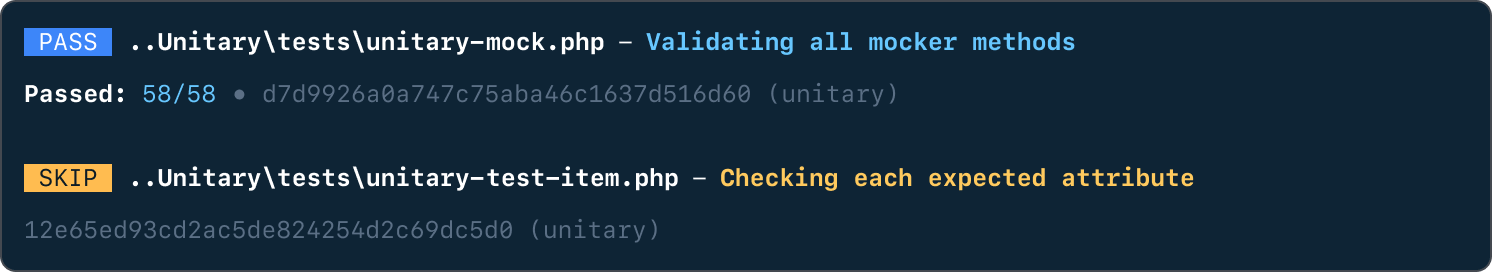 PASS ..Unitary\tests\unitary-mock.php – Validating all mocker methods
Passed: 58/58 • d7d9926a0a747c75aba46c1637d516d60 (unitary)
SKIP ..Unitary\tests\unitary-test-item.php – Checking each expected attribute
12e65ed93cd2ac5de824254d2c69dc5d0 (unitary)